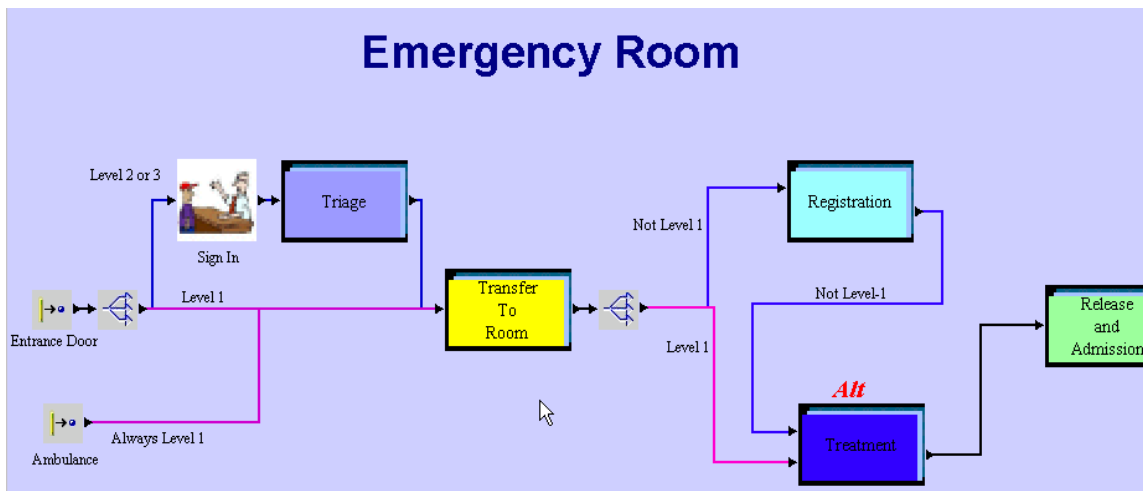 Emergency Room
Level 2 or 3
Triage
Sign In
Registration
Not Level 1
Level 1
Transfer
To
Room
Not Level-1
Entrance Door
Level 1
Release
and
Admission
Alt
Always Level 1
Ambulance
Treatment